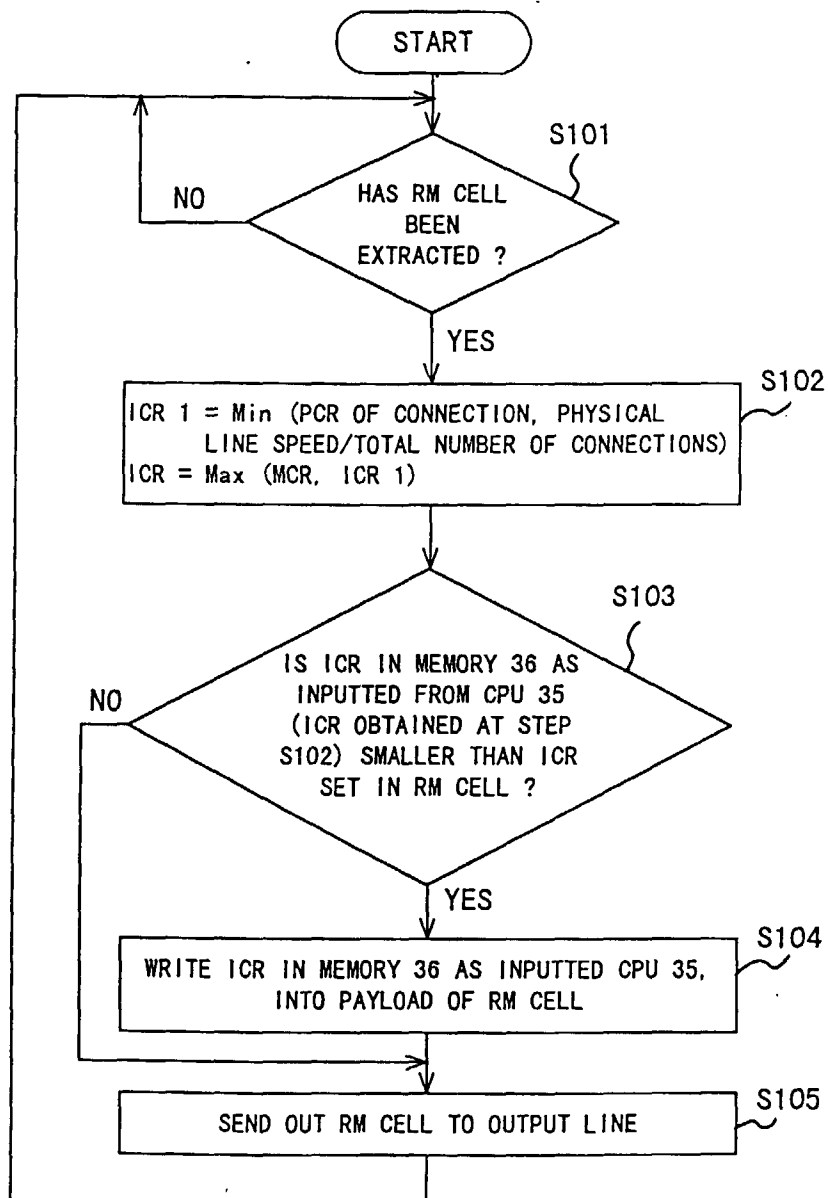 START
S101
NO
HAS RM CELL
BEEN
EXTRACTED ?
YES
S102
ICR 1 = Min (PCR OF CONNECTION, PHYSICAL
LINE SPEED/TOTAL NUMBER OF CONNECTIONS)
ICR = Max (MCR, ICR 1)
S103
NO
IS ICR IN MEMORY 36 AS
INPUTTED FROM CPU 35
(ICR OBTAINED AT STEP
S102) SMALLER THAN ICR
SET IN RM CELL ?
YES
S104
WRITE ICR IN MEMORY 36 AS INPUTTED CPU 35,
INTO PAYLOAD OF RM CELL
S105
SEND OUT RM CELL TO OUTPUT LINE